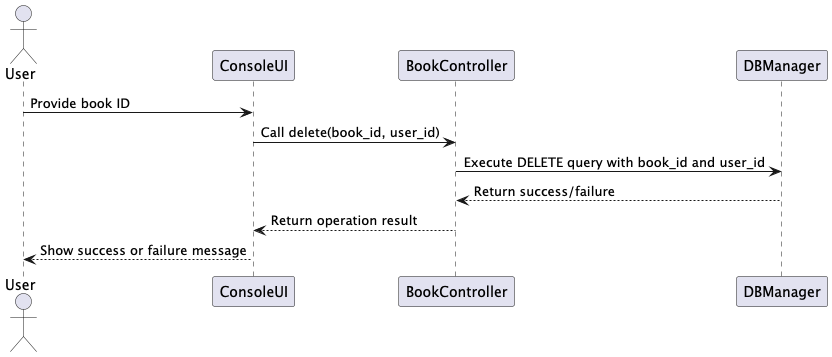 User
ConsoleUI
BookController
DBManager
Provide book ID
Call delete(book_id, user_id)
Execute DELETE query with book_id and user_id
Return success/failure
Return operation result
Show success or failure message
User
ConsoleUI
BookController
DBManager